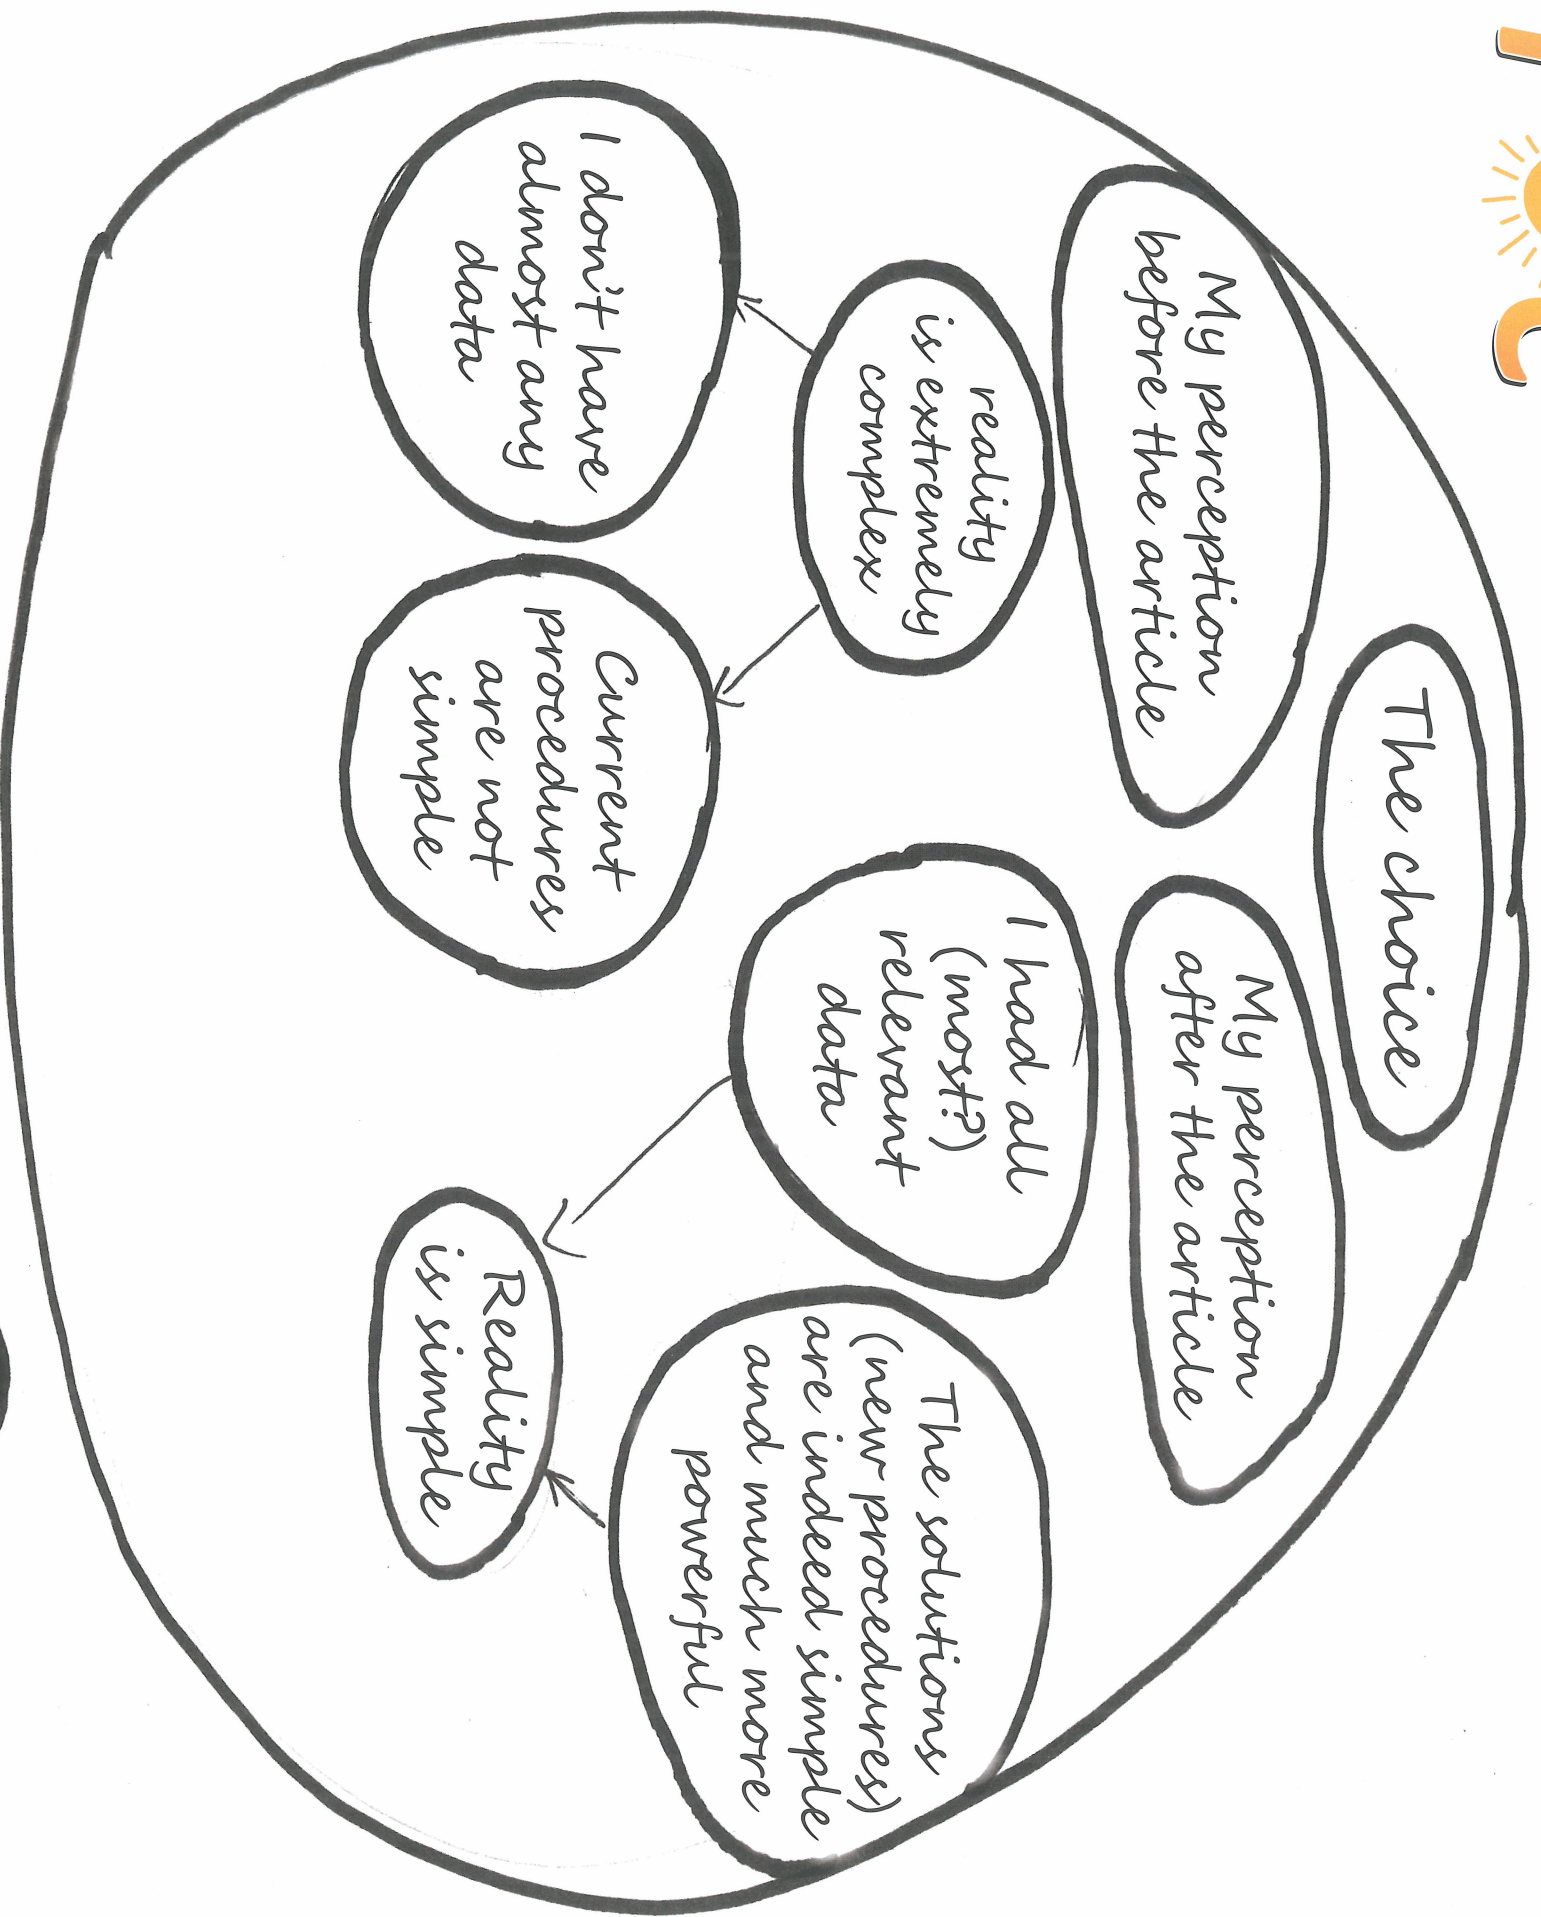 The choice
My perception
before the article
My perception
after the article
reality
is extremely
complex
I don't have
almost any
data
Current
procedures
are not
simple
I had all
(most?)
relevant
data
The solutions
(new procedures)
are indeed simple
and much more
powerful
Reality
is simple